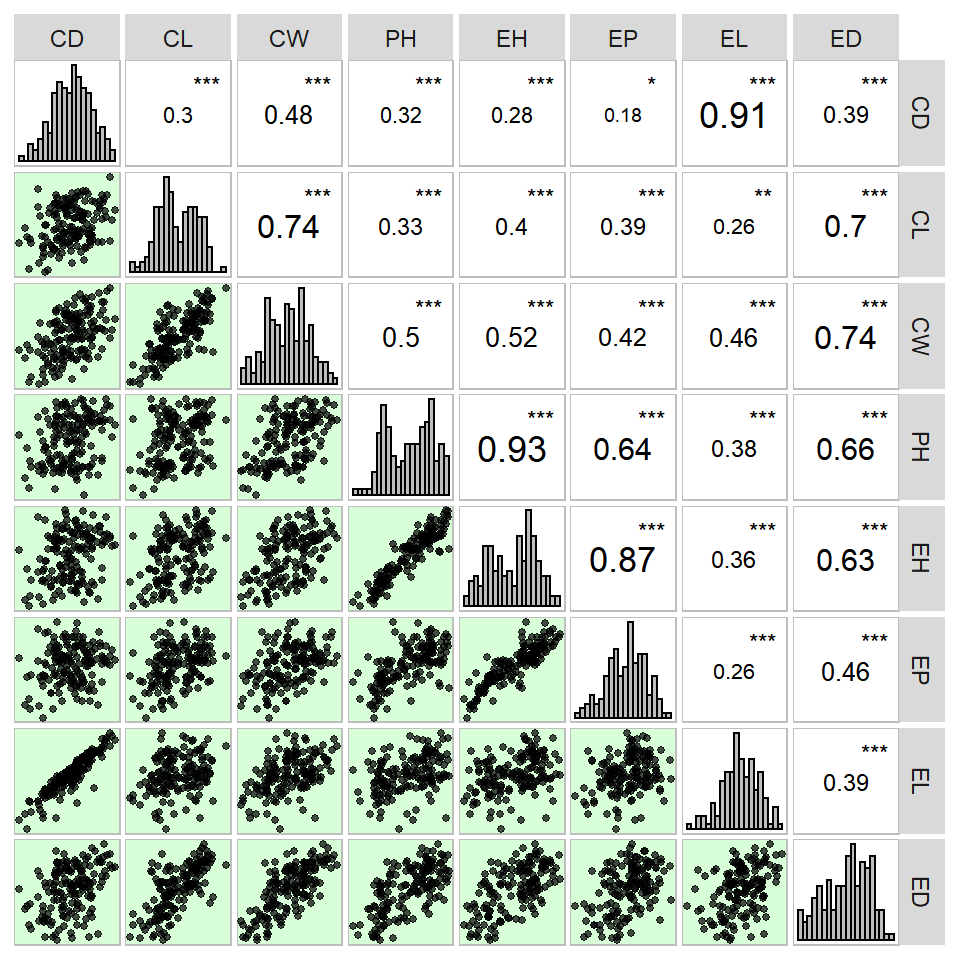 CD CL CW PH EH EP EL ED
*** *** *** *** * *** ***
0.3 0.48 0.32 0.28 0.18 0.91 0.39 CD
*** *** *** *** ** ***
0.74 0.33 0.4 0.39 0.26 0.7 CL
*** *** *** *** ***
0.5 0.52 0.42 0.46 0.74 CW
*** *** *** ***
0.93 0.64 0.38 0.66 PH
*** *** ***
0.87 0.36 0.63 EH
*** ***
0.26 0.46 EP
***
0.39 EL
ED